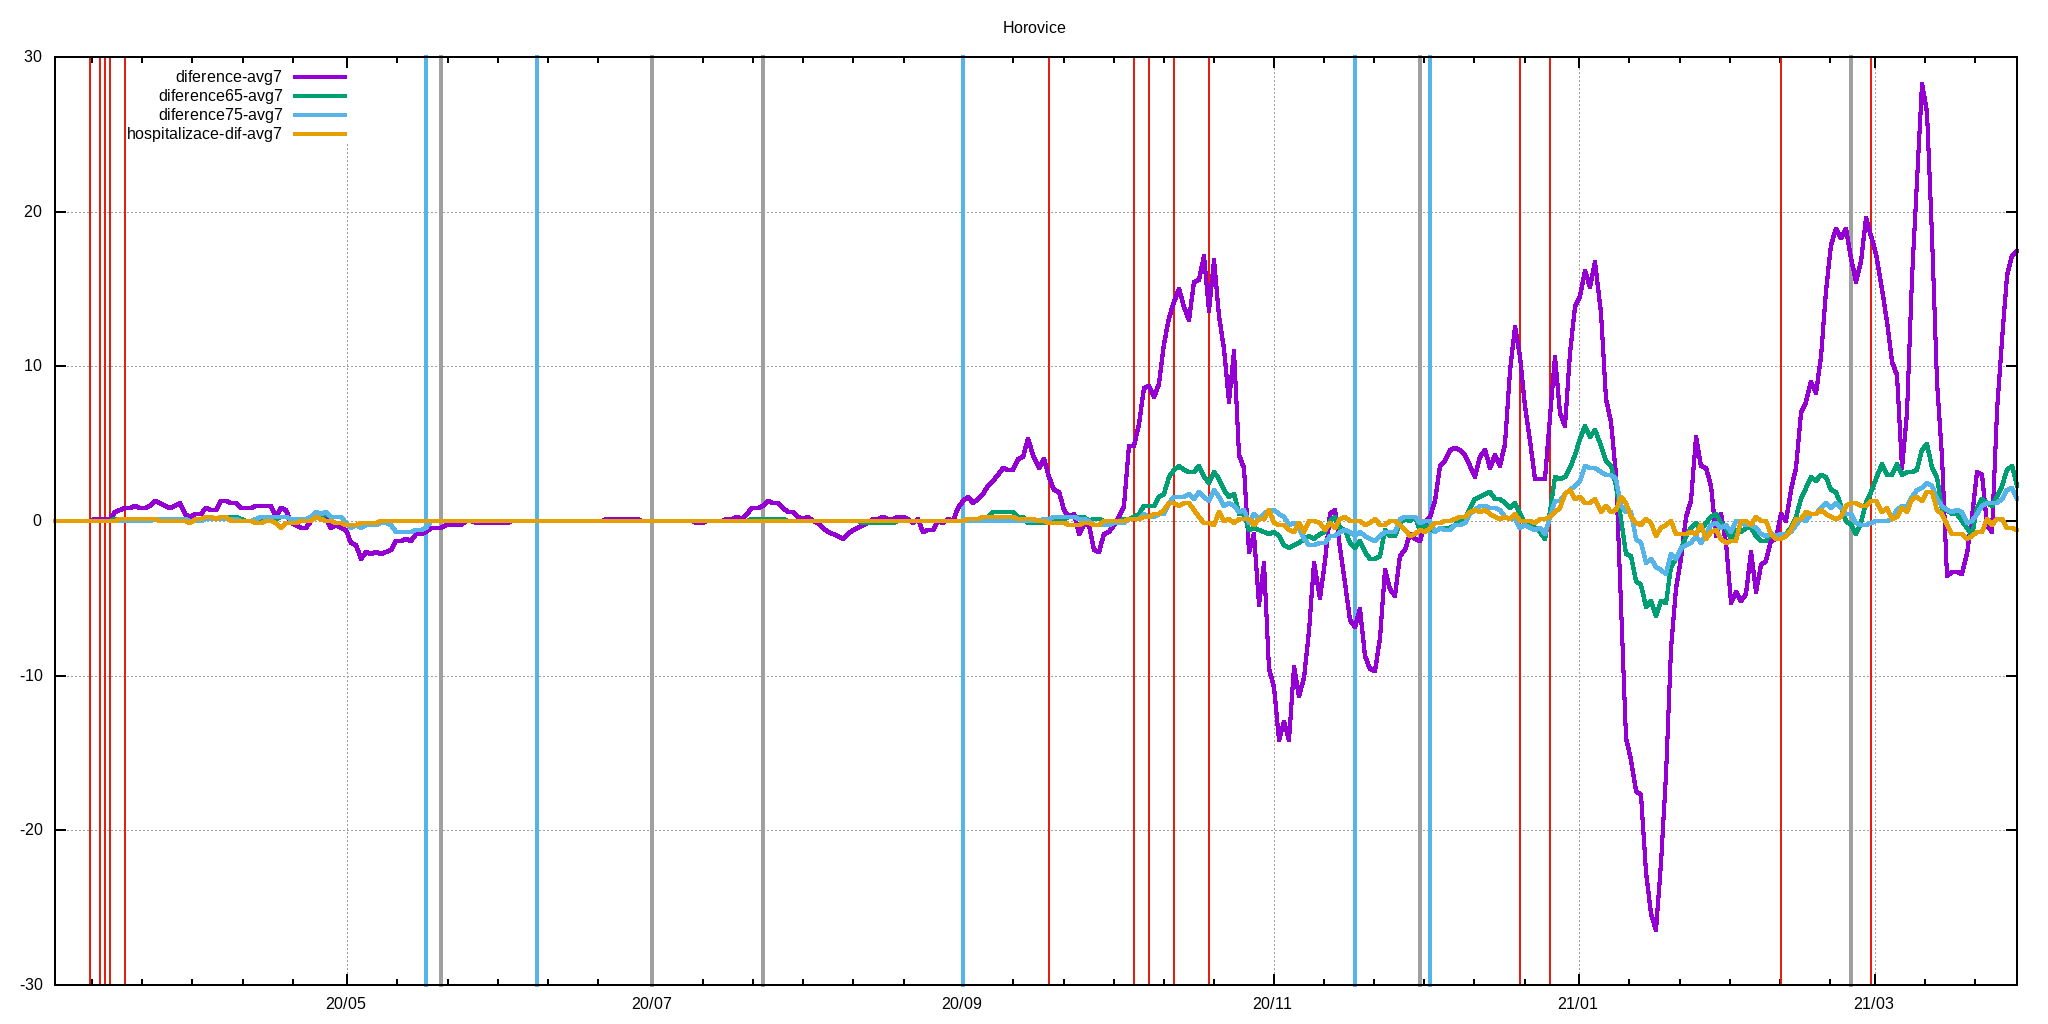 Horovice
30
diference-avg7
diference65-avg7
diference75-avg7
hospitalizace-dif-avg7
20
10
0
-10
-20
-30
20/05 20/07 20/09 20/11 21/01 21/03